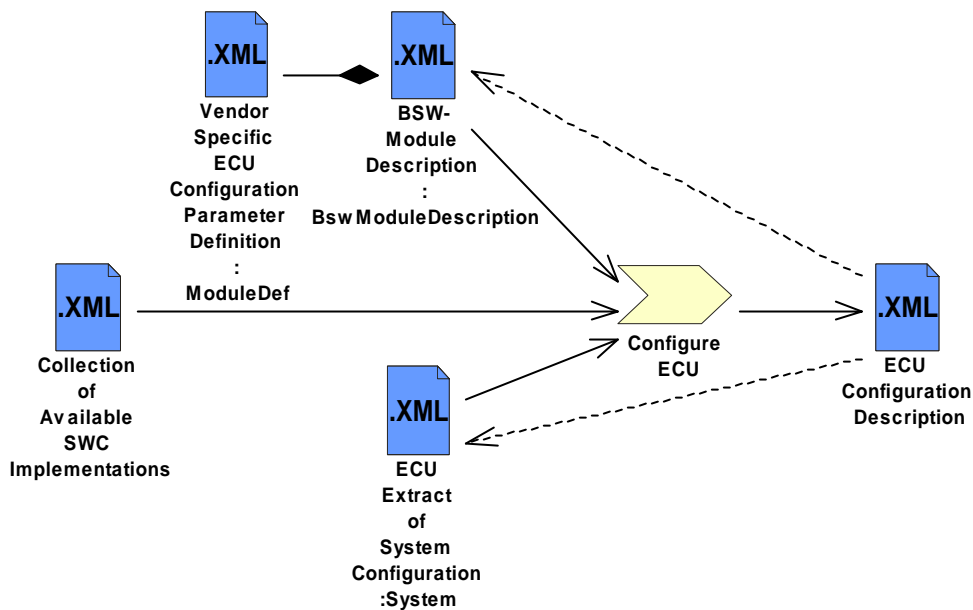 .XML
Vendor
Specific
ECU
Configuration
Parameter
Definition
:
ModuleDef
.XML
BSW-
Module
Description
:
BswModuleDescription
.XML
Collection
of
Available
SWC
Implementations
Configure
ECU
.XML
ECU
Configuration
Description
.XML
ECU
Extract
of
System
Configuration
:System